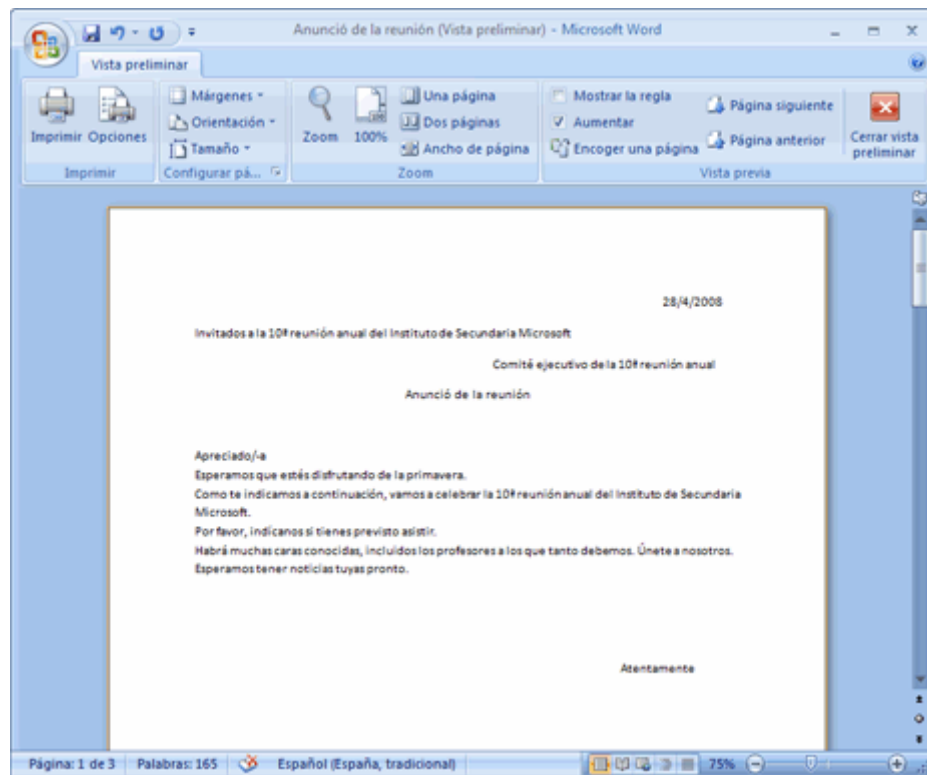 Anunció de la reunión (Vista preliminar) - Microsoft Word
Vista preliminar
Márgenes
Una página
Mostrar la regla
Página siguiente
Orientación
Dos páginas
Aumentar
Imprimir Opciones
Zoom 100%
Página anterior
Cerrar vista preliminar
Tamaño
Ancho de página
Encoger una página
Imprimir
Configurar pá...
Zoom
Vista previa
28/4/2008
Invitados a la 10ª reunión anual del Instituto de Secundaria Microsoft
Comité ejecutivo de la 10ª reunión anual
Anunció de la reunión
Apreciado/-a
Esperamos que estés disfrutando de la primavera.
Como te indicamos a continuación, vamos a celebrar la 10ª reunión anual del Instituto de Secundaria
Microsoft.
Por favor, indícanos si tienes previsto asistir.
Habrá muchas caras conocidas, incluidos los profesores a los que tanto debemos. Únete a nosotros.
Esperamos tener noticias tuyas pronto.
Atentamente
Página: 1 de 3 Palabras: 165 Español (España, tradicional) 75%